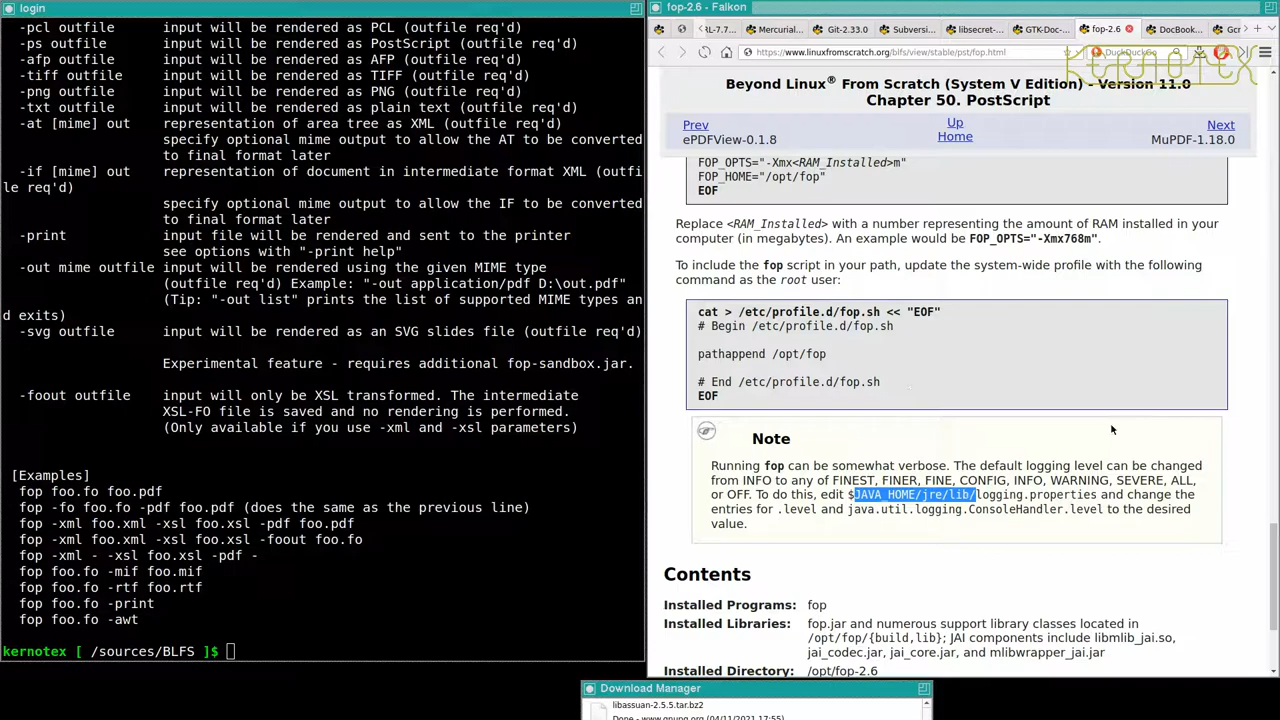 login
-pcl outfile input will be rendered as PCL (outfile req'd)
-ps outfile input will be rendered as PostScript (outfile req'd)
-afp outfile input will be rendered as AFP (outfile req'd)
-tiff outfile input will be rendered as TIFF (outfile req'd)
-png outfile input will be rendered as PNG (outfile req'd)
-txt outfile input will be rendered as plain text (outfile req'd)
-at [mime] out representation of area tree as XML (outfile req'd)
specify optional mime output to allow the AT to be converted
to final format later
-if [mime] out representation of document in intermediate format XML (outfi
le req'd)
specify optional mime output to allow the IF to be converted
to final format later
-print input file will be rendered and sent to the printer
see options with "-print help"
-out mime outfile input will be rendered using the given MIME type
(outfile req'd) Example: "-out application/pdf D:\out.pdf"
(Tip: "-out list" prints the list of supported MIME types an
d exits)
-svg outfile input will be rendered as an SVG slides file (outfile req'd)
Experimental feature - requires additional fop-sandbox.jar.
-foout outfile input will only be XSL transformed. The intermediate
XSL-FO file is saved and no rendering is performed.
(Only available if you use -xml and -xsl parameters)
[Examples]
fop foo.fo foo.pdf
fop -fo foo.fo -pdf foo.pdf (does the same as the previous line)
fop -xml foo.xml -xsl foo.xsl -pdf foo.pdf
fop -xml foo.xml -xsl foo.xsl -foout foo.fo
fop -xml - -xsl foo.xsl -pdf -
fop foo.fo -mif foo.mif
fop foo.fo -rtf foo.rtf
fop foo.fo -print
fop foo.fo -awt
kernotex [ /sources/BLFS ]$
fop-2.6 - Falkon
RL-7.7... Mercurial... Git-2.33.0 Subversi... libsecret-... GTK-Doc-... fop-2.6 DocBook...
https://www.linuxfromscratch.org/blfs/view/stable/pst/fop.html DuckDuckGo
KERNOTEX
Beyond Linux® From Scratch (System V Edition) - Version 11.0
Chapter 50. PostScript
Prev Up Next
ePDFView-0.1.8 Home MuPDF-1.18.0
FOP_OPTS="-Xmx<RAM_Installed>m"
FOP_HOME="/opt/fop"
EOF
Replace <RAM_Installed> with a number representing the amount of RAM installed in your
computer (in megabytes). An example would be FOP_OPTS="-Xmx768m".
To include the fop script in your path, update the system-wide profile with the following
command as the root user:
cat > /etc/profile.d/fop.sh << "EOF"
# Begin /etc/profile.d/fop.sh
pathappend /opt/fop
# End /etc/profile.d/fop.sh
EOF
Note
Running fop can be somewhat verbose. The default logging level can be changed
from INFO to any of FINEST, FINER, FINE, CONFIG, INFO, WARNING, SEVERE, ALL,
or OFF. To do this, edit $JAVA_HOME/jre/lib/logging.properties and change the
entries for .level and java.util.logging.ConsoleHandler.level to the desired
value.
Contents
Installed Programs: fop
Installed Libraries: fop.jar and numerous support library classes located in
/opt/fop/{build,lib}; JAI components include libmlib_jai.so,
jai_codec.jar, jai_core.jar, and mlibwrapper_jai.jar
Installed Directory: /opt/fop-2.6
Download Manager
libassuan-2.5.5.tar.bz2
Done - www.gnupg.org (04/11/2021 17:55)